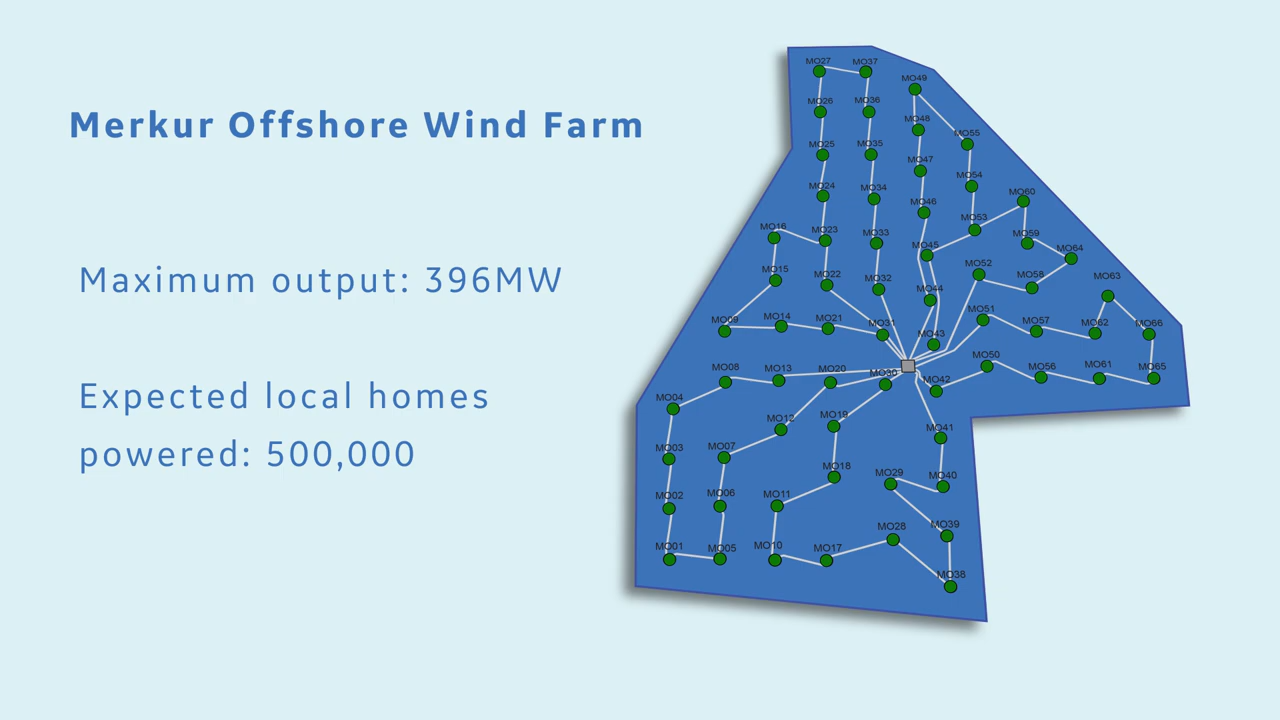 Merkur Offshore Wind Farm
Maximum output: 396MW
Expected local homes
powered: 500,000
MO27 MO37
MO49
MO26 MO36
MO48
MO55
MO25 MO35
MO47
MO54
MO24 MO34
MO60
MO46
MO53
MO16 MO23 MO33 MO59
MO45
MO64
MO52
MO15 MO22 MO32 MO58 MO63
MO44
MO51
MO09 MO14 MO21 MO31 MO57 MO62 MO66
MO43
MO50
MO08 MO13 MO20 MO30 MO56 MO61 MO65
MO42
MO04
MO12 MO19
MO41
MO03 MO07
MO18 MO29 MO40
MO02 MO06 MO11
MO28 MO39
MO01 MO05 MO10 MO17
MO38